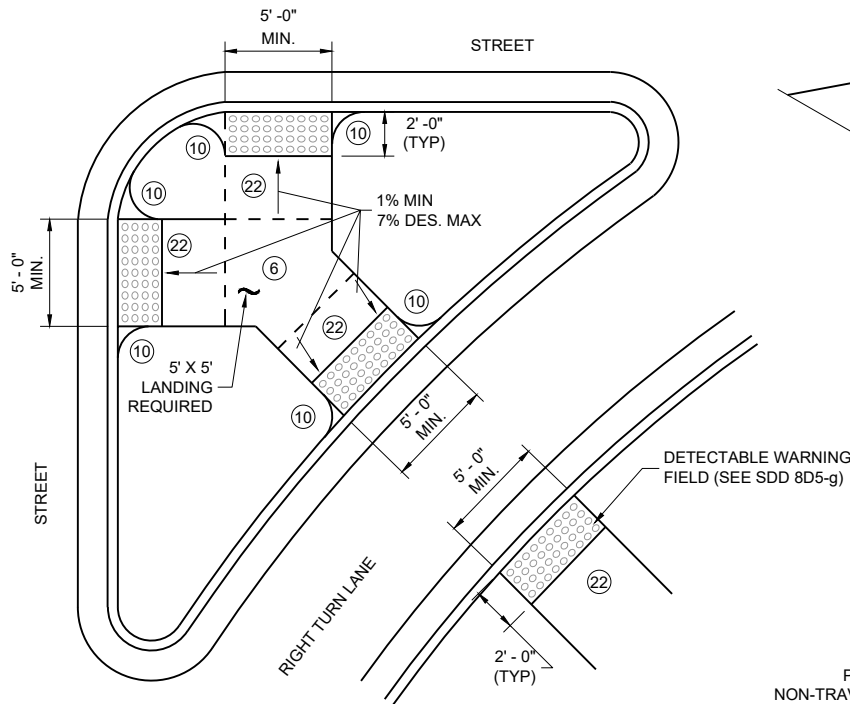 5' -0"
MIN.
STREET
10
10
2' -0"
(TYP)
10
22
1% MIN
7% DES. MAX
5' - 0"
MIN.
22
6
10
22
10
5' X 5'
LANDING
REQUIRED
10
5' - 0"
MIN.
STREET
5' - 0"
MIN.
DETECTABLE WARNING
FIELD (SEE SDD 8D5-g)
22
RIGHT TURN LANE
2' - 0"
(TYP)
NON-TRAV